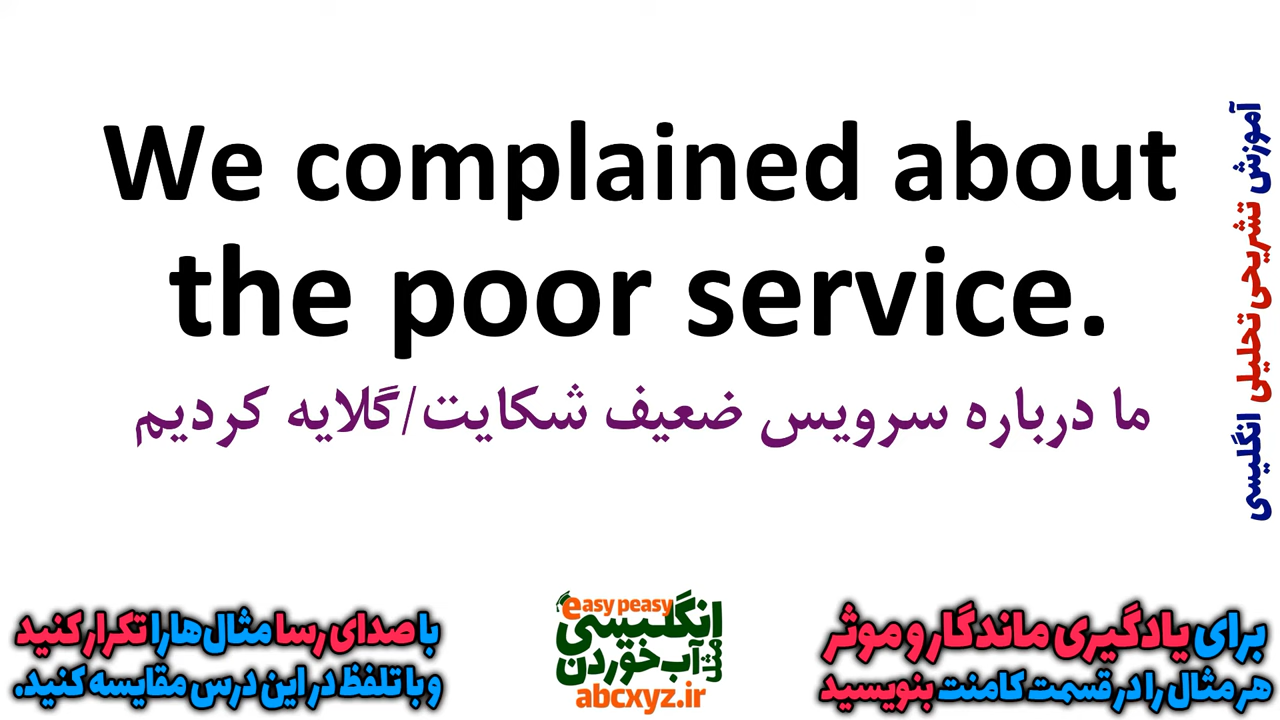 We complained about
the poor service.
ما درباره سرویس ضعیف شکایت/گلایه کردیم
آموزش تشریحی تحلیلی انگلیسی
برای یادگیری ماندگار و موثر
هر مثال را در قسمت کامنت بنویسید
easy peasy
انگلیسی
مثل
آب خوردن
abcxyz.ir
با صدای رسا مثال‌ها را تکرار کنید
و با تلفظ در این درس مقایسه کنید.